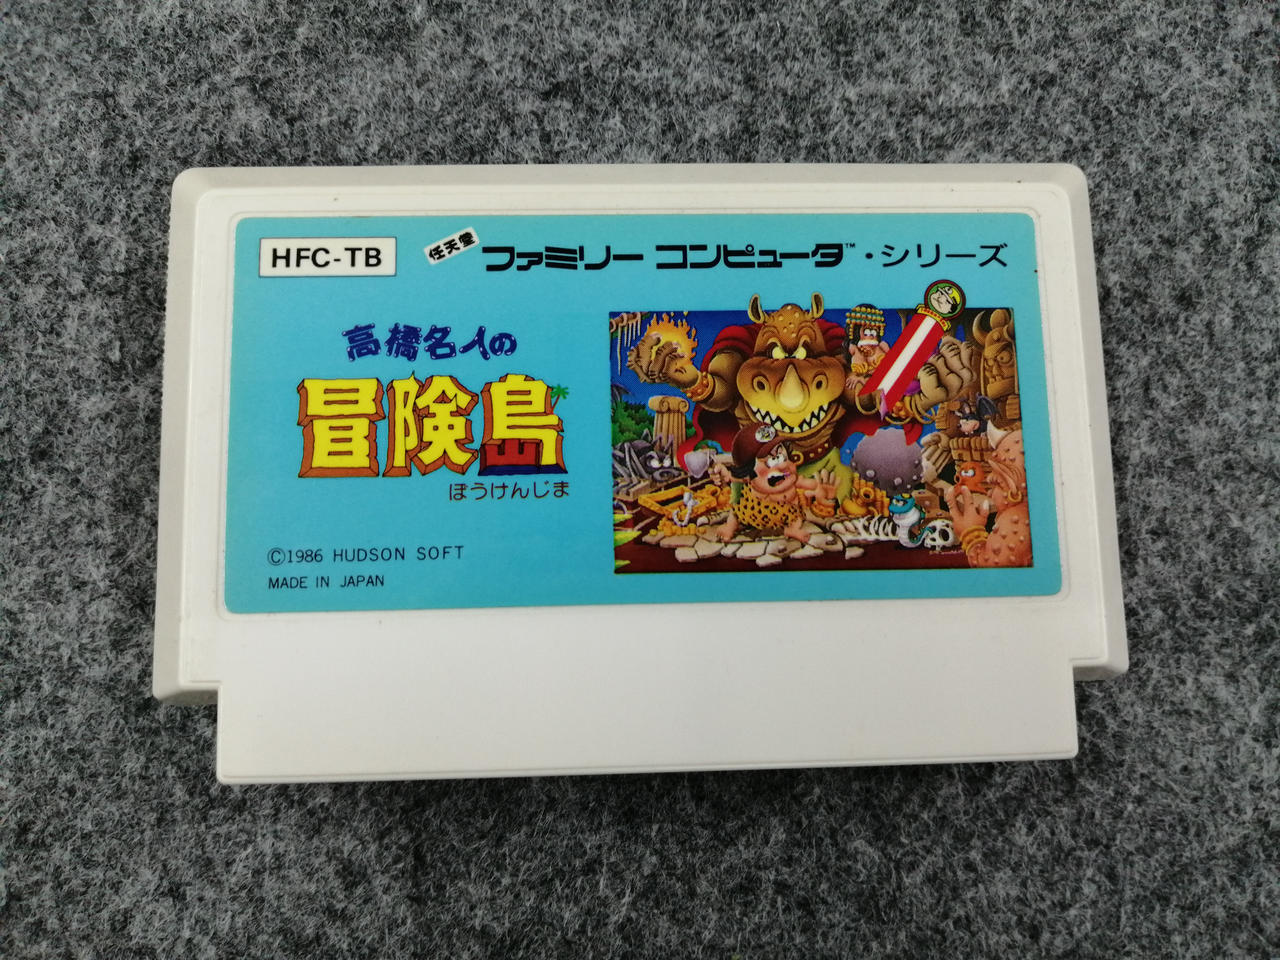 HFC-TB
任天堂 ファミリー コンピュータ™・シリーズ
高橋名人の
冒険島
ぼうけんじま
©1986 HUDSON SOFT
MADE IN JAPAN